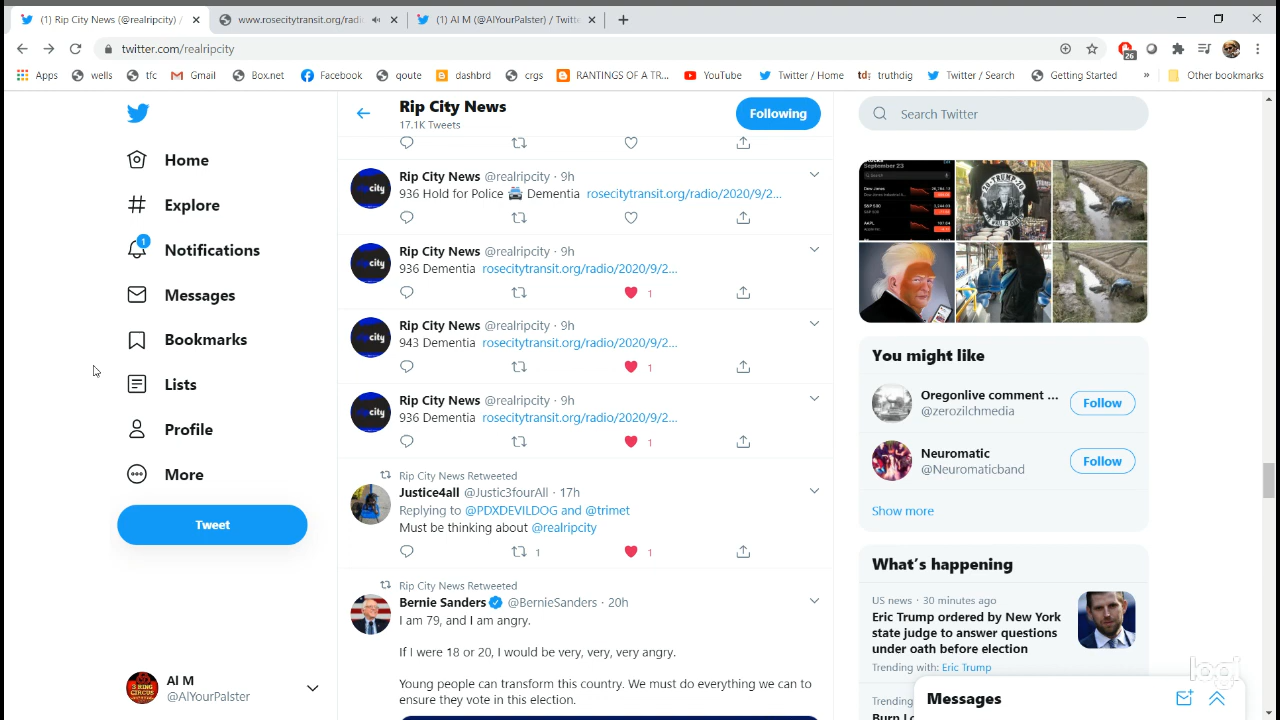 (1) Rip City News (@realripcity) /
www.rosecitytransit.org/radi
(1) Al M (@AlYourPalster) / Twitte
twitter.com/realripcity
26
Apps
wells
tfc
Gmail
Box.net
Facebook
qoute
dashbrd
crgs
RANTINGS OF A TR...
YouTube
Twitter / Home
td: truthdig
Twitter / Search
Getting Started
»
Other bookmarks
Home
Explore
1
Notifications
Messages
Bookmarks
Lists
Profile
More
Tweet
Al M
@AlYourPalster
Rip City News
17.1K Tweets
Following
Rip City News @realripcity · 9h
936 Hold for Police 🚔 Dementia rosecitytransit.org/radio/2020/9/2...
Rip City News @realripcity · 9h
936 Dementia rosecitytransit.org/radio/2020/9/2...
1
Rip City News @realripcity · 9h
943 Dementia rosecitytransit.org/radio/2020/9/2...
1
Rip City News @realripcity · 9h
936 Dementia rosecitytransit.org/radio/2020/9/2...
1
Rip City News Retweeted
Justice4all @Justic3fourAll · 17h
Replying to @PDXDEVILDOG and @trimet
Must be thinking about @realripcity
1 1
Rip City News Retweeted
Bernie Sanders @BernieSanders · 20h
I am 79, and I am angry.
If I were 18 or 20, I would be very, very, very angry.
Young people can transform this country. We must do everything we can to
ensure they vote in this election.
Search Twitter
September 23
You might like
Oregonlive comment ...
@zerozilchmedia
Follow
Neuromatic
@Neuromaticband
Follow
Show more
What's happening
US news · 30 minutes ago
Eric Trump ordered by New York
state judge to answer questions
under oath before election
Trending with: Eric Trump
Trending
logi
Messages